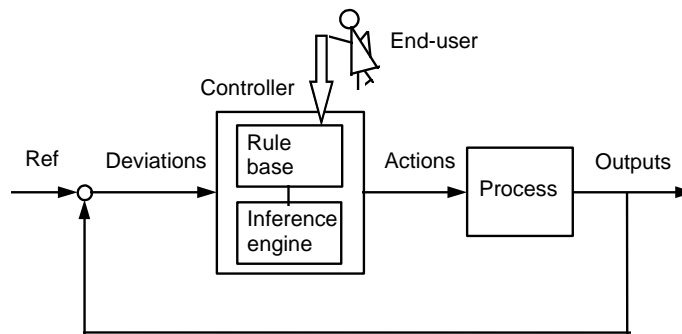 End-user
Controller
Ref
Deviations
Rule
base
Inference
engine
Actions
Process
Outputs